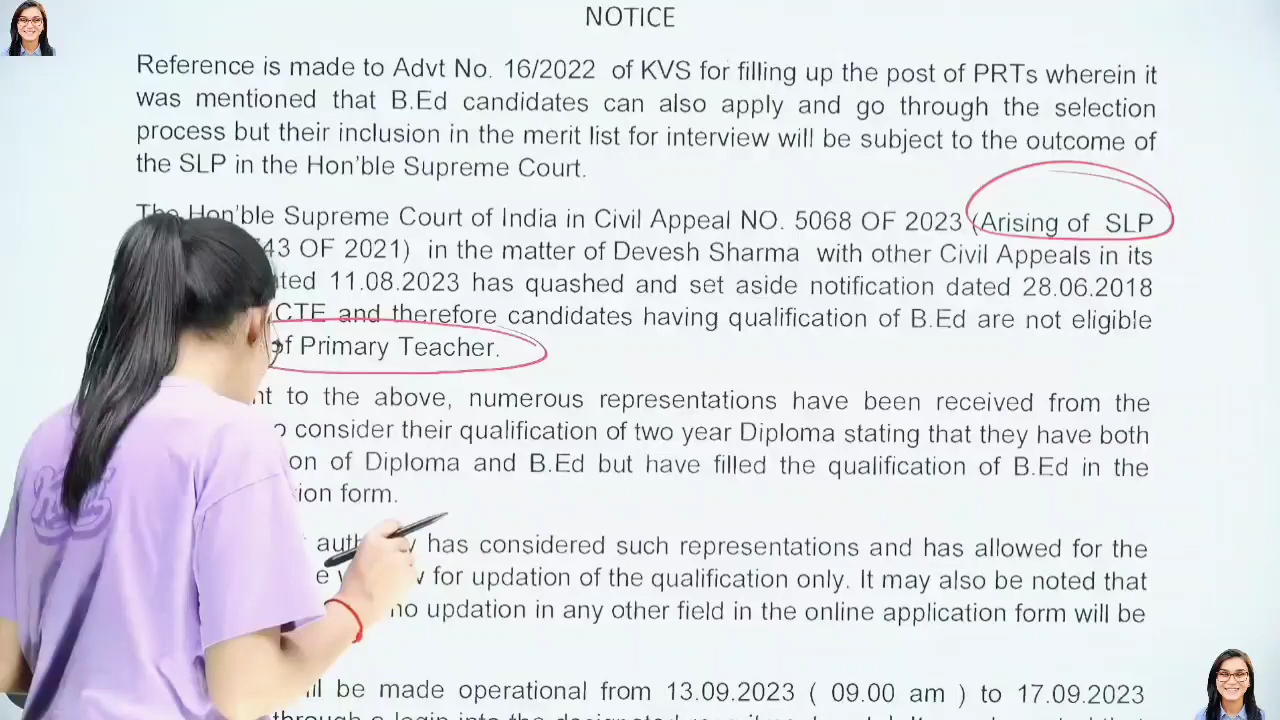 NOTICE
Reference is made to Advt No. 16/2022 of KVS for filling up the post of PRTs wherein it
was mentioned that B.Ed candidates can also apply and go through the selection
process but their inclusion in the merit list for interview will be subject to the outcome of
the SLP in the Hon'ble Supreme Court.
The Hon'ble Supreme Court of India in Civil Appeal NO. 5068 OF 2023 (Arising of SLP
43 OF 2021) in the matter of Devesh Sharma with other Civil Appeals in its
11.08.2023 has quashed and set aside notification dated 28.06.2018
CTE and therefore candidates having qualification of B.Ed are not eligible
of Primary Teacher.
to the above, numerous representations have been received from the
consider their qualification of two year Diploma stating that they have both
on of Diploma and B.Ed but have filled the qualification of B.Ed in the
ion form.
has considered such representations and has allowed for the
for updation of the qualification only. It may also be noted that
no updation in any other field in the online application form will be
be made operational from 13.09.2023 ( 09.00 am ) to 17.09.2023